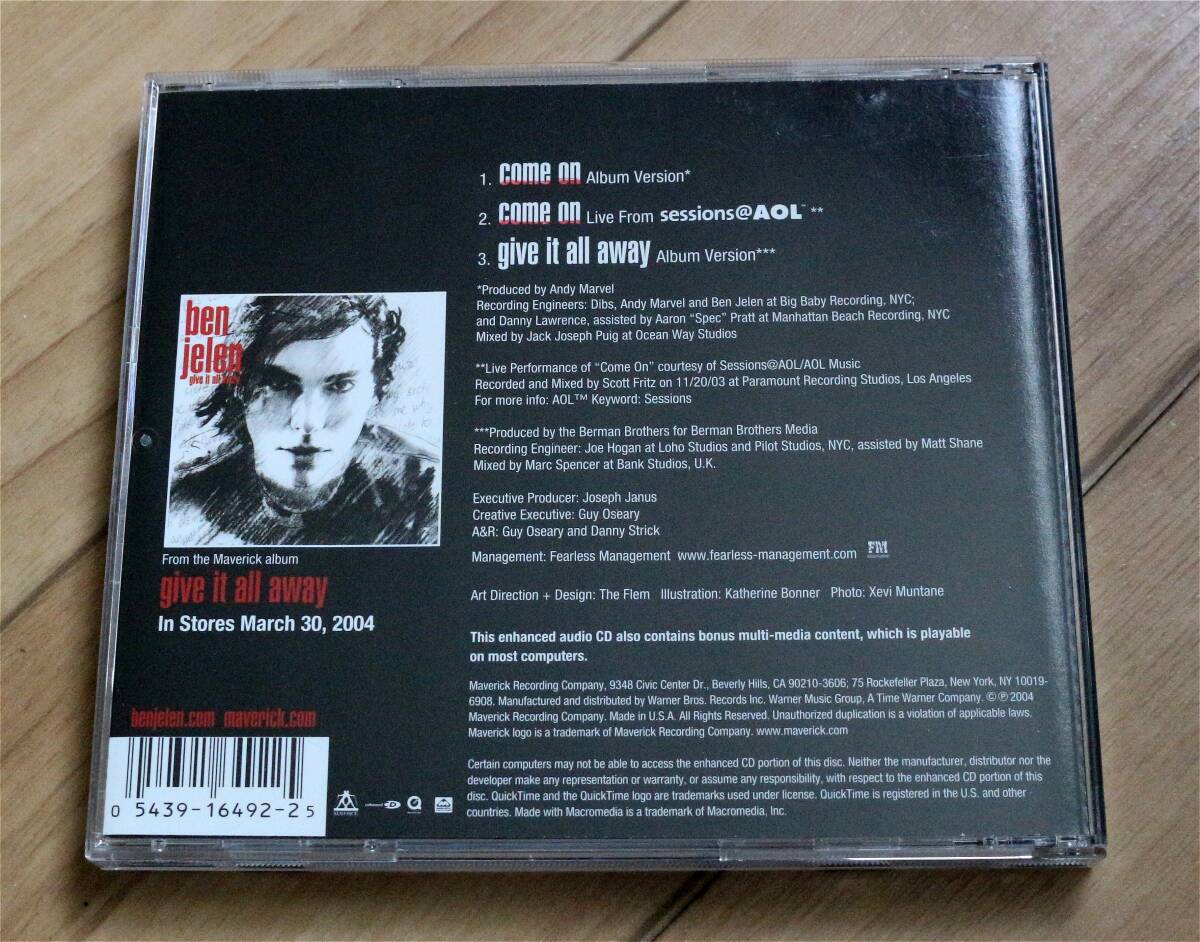 1. come on Album Version*
2. come on Live From sessions@AOL™ **
3. give it all away Album Version***
*Produced by Andy Marvel
Recording Engineers: Dibs, Andy Marvel and Ben Jelen at Big Baby Recording, NYC;
and Danny Lawrence, assisted by Aaron "Spec" Pratt at Manhattan Beach Recording, NYC
Mixed by Jack Joseph Puig at Ocean Way Studios
**Live Performance of "Come On" courtesy of Sessions@AOL/AOL Music
Recorded and Mixed by Scott Fritz on 11/20/03 at Paramount Recording Studios, Los Angeles
For more info: AOL™ Keyword: Sessions
***Produced by the Berman Brothers for Berman Brothers Media
Recording Engineer: Joe Hogan at Loho Studios and Pilot Studios, NYC, assisted by Matt Shane
Mixed by Marc Spencer at Bank Studios, U.K.
Executive Producer: Joseph Janus
Creative Executive: Guy Oseary
A&R: Guy Oseary and Danny Strick
Management: Fearless Management www.fearless-management.com FM
Art Direction + Design: The Flem Illustration: Katherine Bonner Photo: Xevi Muntane
This enhanced audio CD also contains bonus multi-media content, which is playable
on most computers.
Maverick Recording Company, 9348 Civic Center Dr., Beverly Hills, CA 90210-3606; 75 Rockefeller Plaza, New York, NY 10019-
6908. Manufactured and distributed by Warner Bros. Records Inc. Warner Music Group, A Time Warner Company. ©℗ 2004
Maverick Recording Company. Made in U.S.A. All Rights Reserved. Unauthorized duplication is a violation of applicable laws.
Maverick logo is a trademark of Maverick Recording Company. www.maverick.com
Certain computers may not be able to access the enhanced CD portion of this disc. Neither the manufacturer, distributor nor the
developer make any representation or warranty, or assume any responsibility, with respect to the enhanced CD portion of this
disc. QuickTime and the QuickTime logo are trademarks used under license. QuickTime is registered in the U.S. and other
countries. Made with Macromedia is a trademark of Macromedia, Inc.
ben
jelen
give it all away
From the Maverick album
give it all away
In Stores March 30, 2004
benjelen.com maverick.com
0 5439-16492-2 5